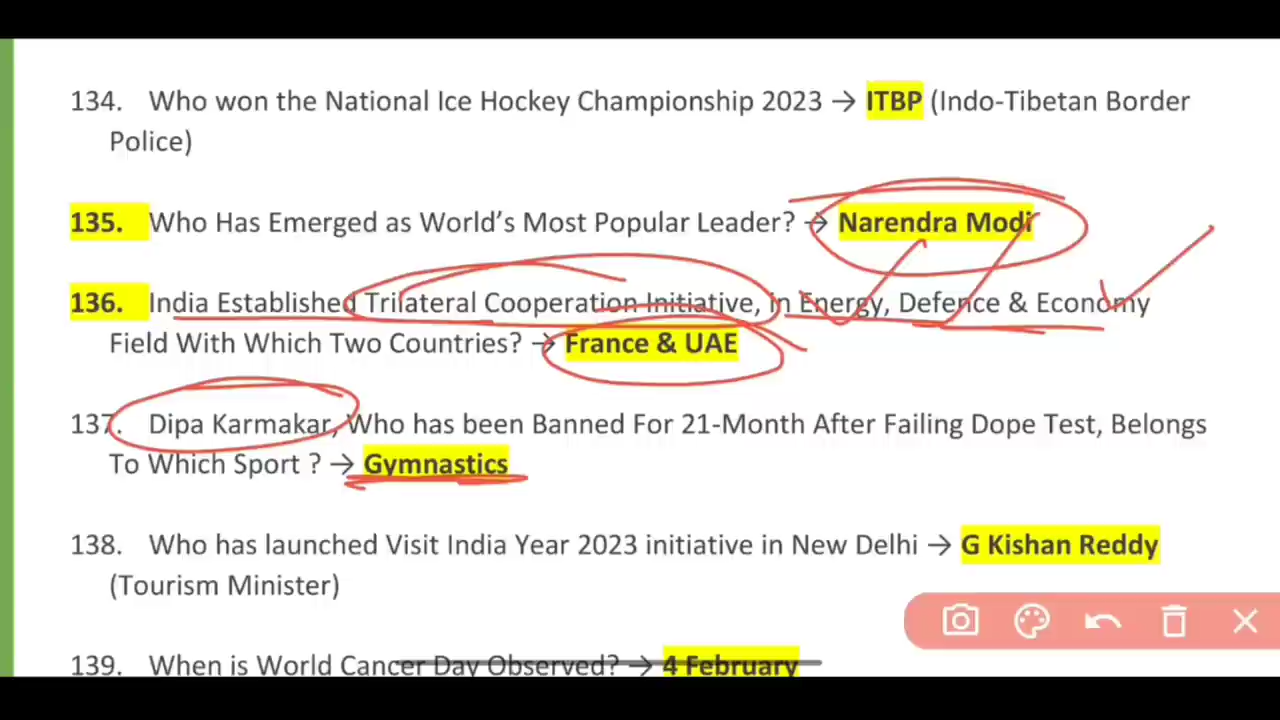 134. Who won the National Ice Hockey Championship 2023 → ITBP (Indo-Tibetan Border
Police)
135. Who Has Emerged as World's Most Popular Leader? → Narendra Modi
136. India Established Trilateral Cooperation Initiative, in Energy, Defence & Economy
Field With Which Two Countries? → France & UAE
137. Dipa Karmakar, Who has been Banned For 21-Month After Failing Dope Test, Belongs
To Which Sport ? → Gymnastics
138. Who has launched Visit India Year 2023 initiative in New Delhi → G Kishan Reddy
(Tourism Minister)
139. When is World Cancer Day Observed? → 4 February